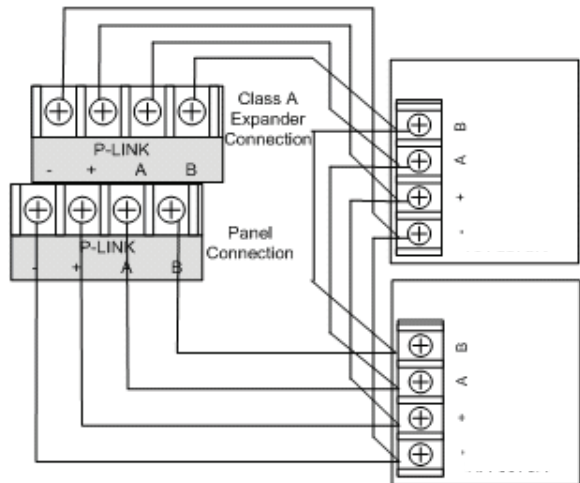 Class A
Expander
Connection
P-LINK
- + A B
Panel
Connection
P-LINK
- + A B
B
A
+
-
B
A
+
-